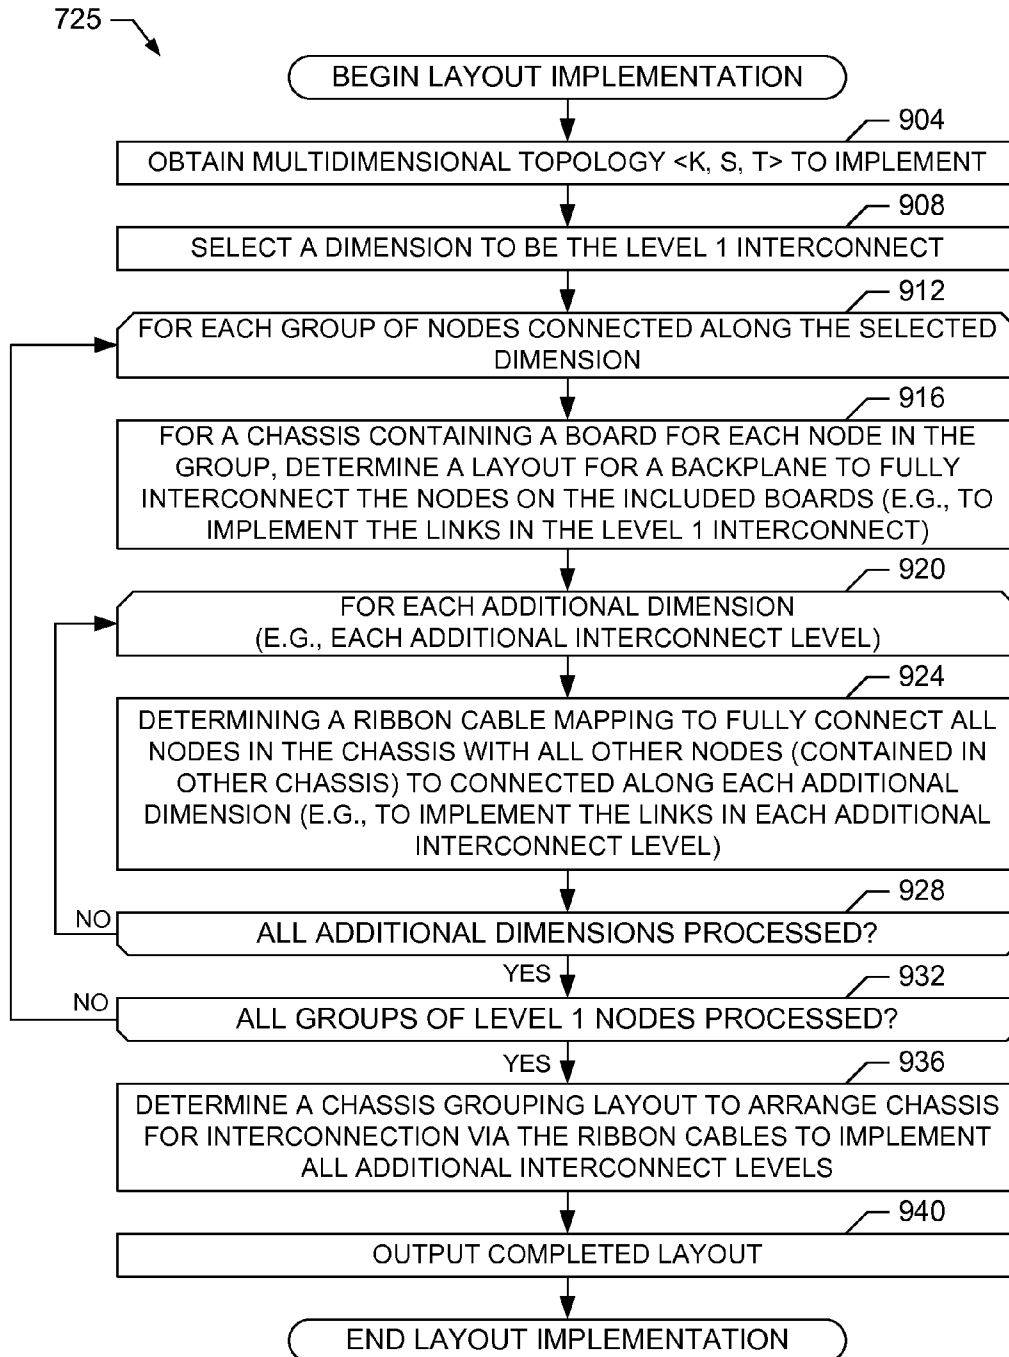 725
BEGIN LAYOUT IMPLEMENTATION
904
OBTAIN MULTIDIMENSIONAL TOPOLOGY <K, S, T> TO IMPLEMENT
908
SELECT A DIMENSION TO BE THE LEVEL 1 INTERCONNECT
912
FOR EACH GROUP OF NODES CONNECTED ALONG THE SELECTED
DIMENSION
916
FOR A CHASSIS CONTAINING A BOARD FOR EACH NODE IN THE
GROUP, DETERMINE A LAYOUT FOR A BACKPLANE TO FULLY
INTERCONNECT THE NODES ON THE INCLUDED BOARDS (E.G., TO
IMPLEMENT THE LINKS IN THE LEVEL 1 INTERCONNECT)
920
FOR EACH ADDITIONAL DIMENSION
(E.G., EACH ADDITIONAL INTERCONNECT LEVEL)
924
DETERMINING A RIBBON CABLE MAPPING TO FULLY CONNECT ALL
NODES IN THE CHASSIS WITH ALL OTHER NODES (CONTAINED IN
OTHER CHASSIS) TO CONNECTED ALONG EACH ADDITIONAL
DIMENSION (E.G., TO IMPLEMENT THE LINKS IN EACH ADDITIONAL
INTERCONNECT LEVEL)
928
NO
ALL ADDITIONAL DIMENSIONS PROCESSED?
YES
932
NO
ALL GROUPS OF LEVEL 1 NODES PROCESSED?
YES
936
DETERMINE A CHASSIS GROUPING LAYOUT TO ARRANGE CHASSIS
FOR INTERCONNECTION VIA THE RIBBON CABLES TO IMPLEMENT
ALL ADDITIONAL INTERCONNECT LEVELS
940
OUTPUT COMPLETED LAYOUT
END LAYOUT IMPLEMENTATION